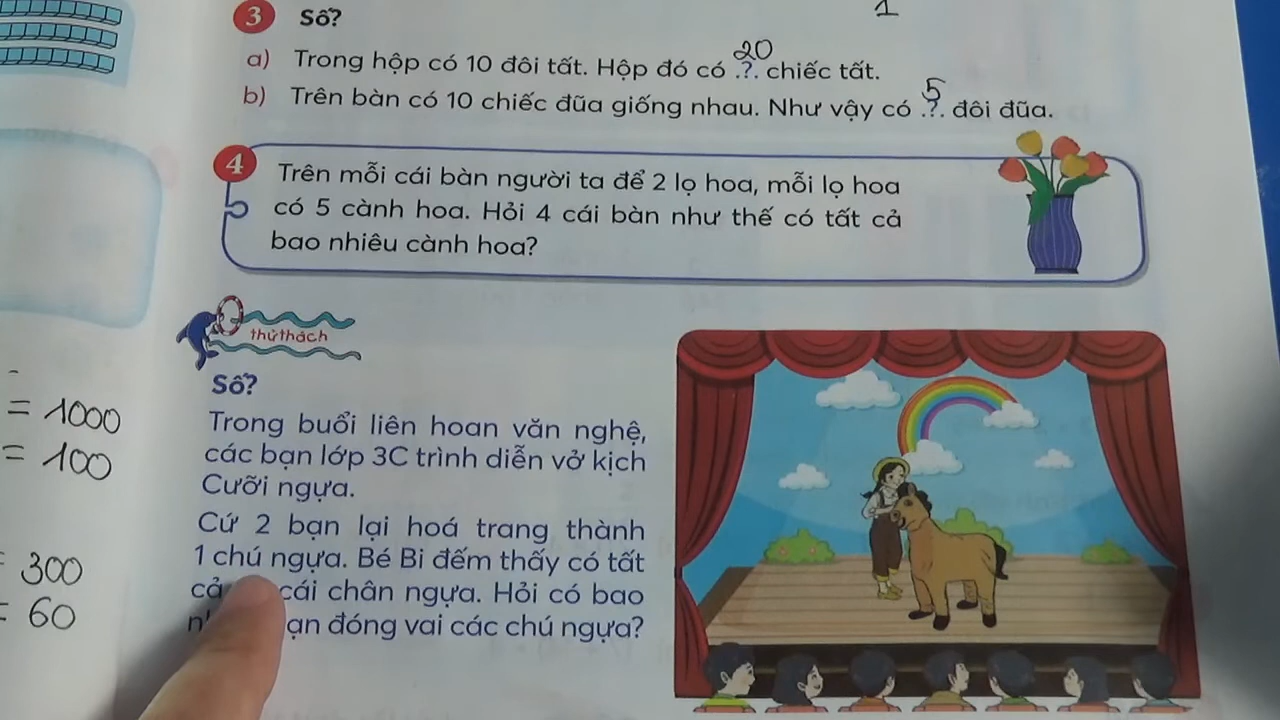 1
3 Số?
20
a) Trong hộp có 10 đôi tất. Hộp đó có .?. chiếc tất.
5
b) Trên bàn có 10 chiếc đũa giống nhau. Như vậy có .?. đôi đũa.
4 Trên mỗi cái bàn người ta để 2 lọ hoa, mỗi lọ hoa
có 5 cành hoa. Hỏi 4 cái bàn như thế có tất cả
bao nhiêu cành hoa?
thử thách
Số?
Trong buổi liên hoan văn nghệ,
các bạn lớp 3C trình diễn vở kịch
Cưỡi ngựa.
Cứ 2 bạn lại hoá trang thành
1 chú ngựa. Bé Bi đếm thấy có tất
cả cái chân ngựa. Hỏi có bao
đóng vai các chú ngựa?
= 1000
= 100
= 300
= 60